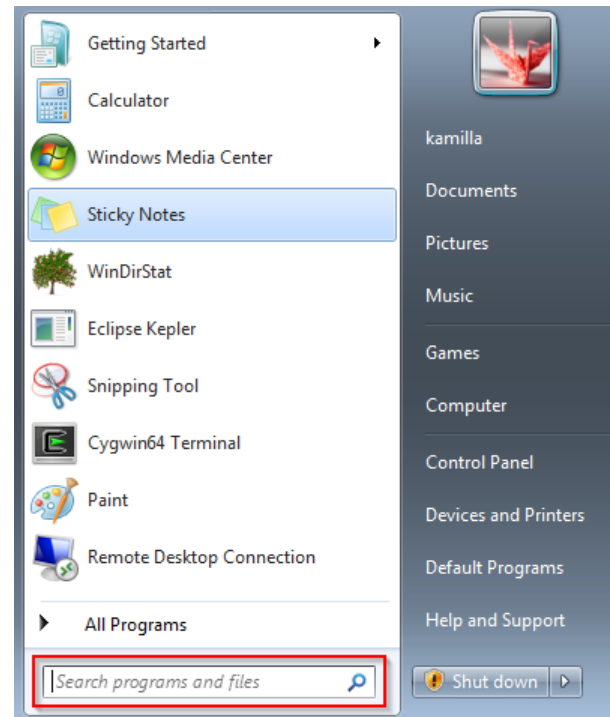 Getting Started
Calculator
Windows Media Center
Sticky Notes
WinDirStat
Eclipse Kepler
Snipping Tool
Cygwin64 Terminal
Paint
Remote Desktop Connection
All Programs
Search programs and files
kamilla
Documents
Pictures
Music
Games
Computer
Control Panel
Devices and Printers
Default Programs
Help and Support
Shut down